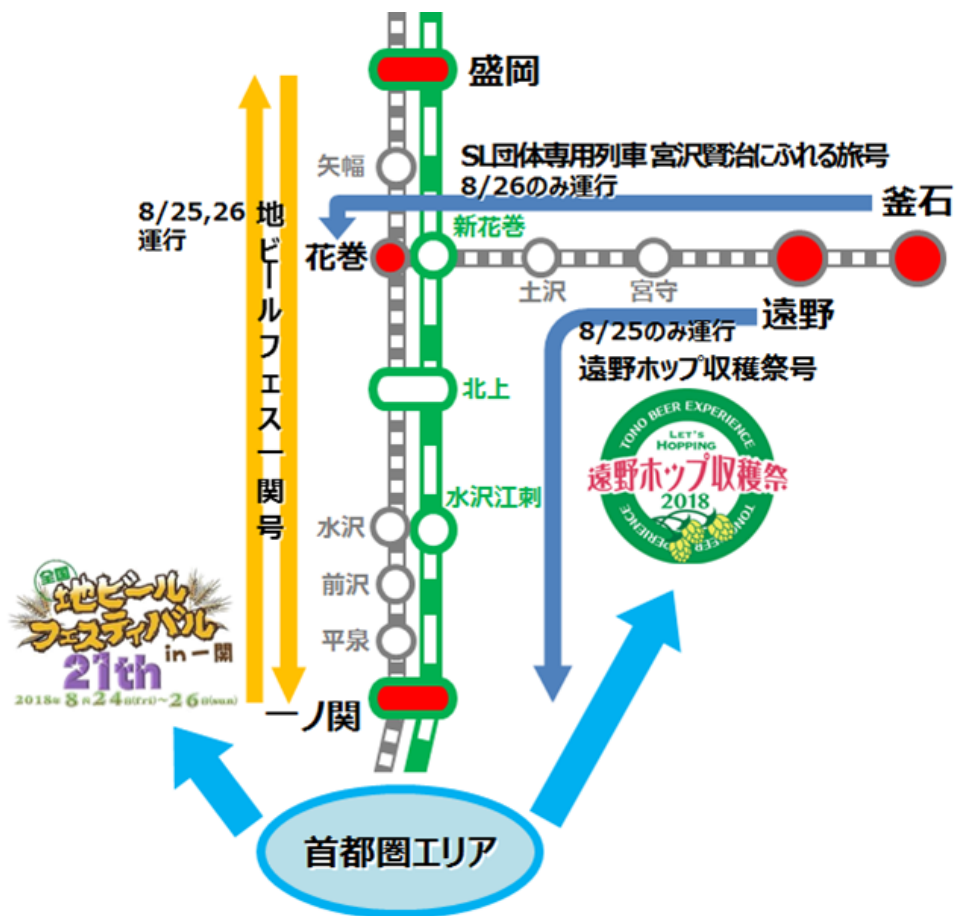 盛岡
矢幅
SL団体専用列車 宮沢賢治にふれる旅号
8/26のみ運行
釜石
8/25,26
運行
地ビールフェス一関号
新花巻
花巻
土沢
宮守
遠野
8/25のみ運行
遠野ホップ収穫祭号
北上
TONO BEER EXPERIENCE
LET'S
HOPPING
遠野ホップ収穫祭
2018
TONO BEER EXPERIENCE
水沢江刺
水沢
前沢
平泉
全国
地ビール
フェスティバル
in 一関
21th
2018年 8月24日(fri)~26日(sun)
一ノ関
首都圏エリア